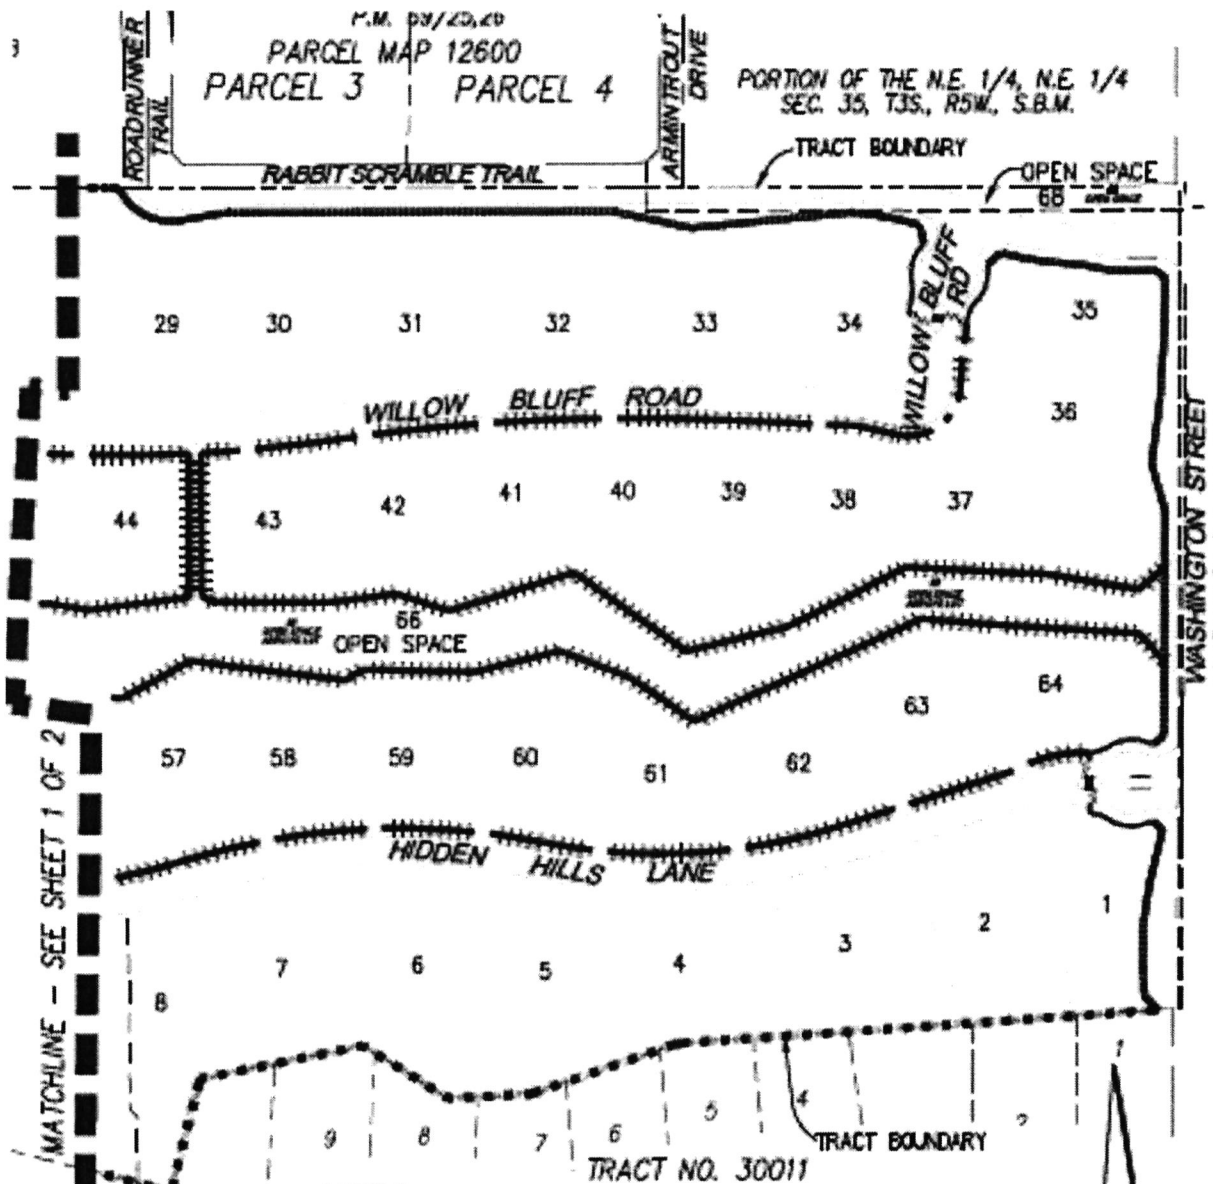 P.M. 69/25,26
PARCEL MAP 12600
PARCEL 3
PARCEL 4
ROADRUNNER
TRAIL
ARMINTROUT
DRIVE
PORTION OF THE N.E. 1/4, N.E. 1/4
SEC. 35, T3S., R5W., S.B.M.
TRACT BOUNDARY
RABBIT SCRAMBLE TRAIL
OPEN SPACE
68
WILLOW BLUFF
RD
29
30
31
32
33
34
35
36
WILLOW BLUFF ROAD
WASHINGTON STREET
44
43
42
41
40
39
38
37
66
OPEN SPACE
57
58
59
60
61
62
63
64
HIDDEN HILLS LANE
MATCHLINE - SEE SHEET 1 OF 2
8
7
6
5
4
3
2
1
9
8
7
6
5
4
2
1
TRACT BOUNDARY
TRACT NO. 30011